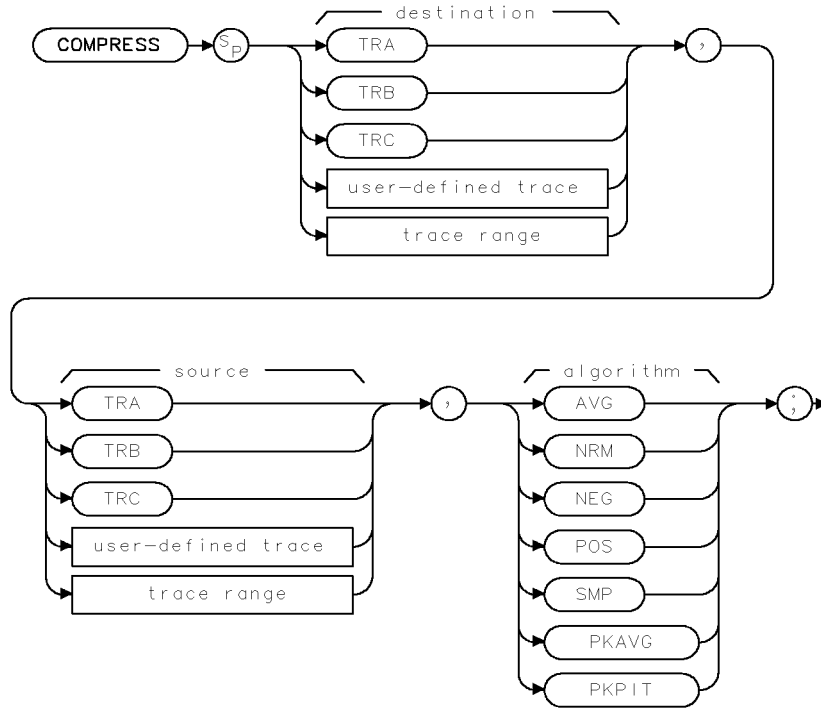 destination
COMPRESS
SP
TRA
,
TRB
TRC
user-defined trace
trace range
source
algorithm
TRA
,
AVG
;
TRB
NRM
TRC
NEG
user-defined trace
POS
trace range
SMP
PKAVG
PKPIT